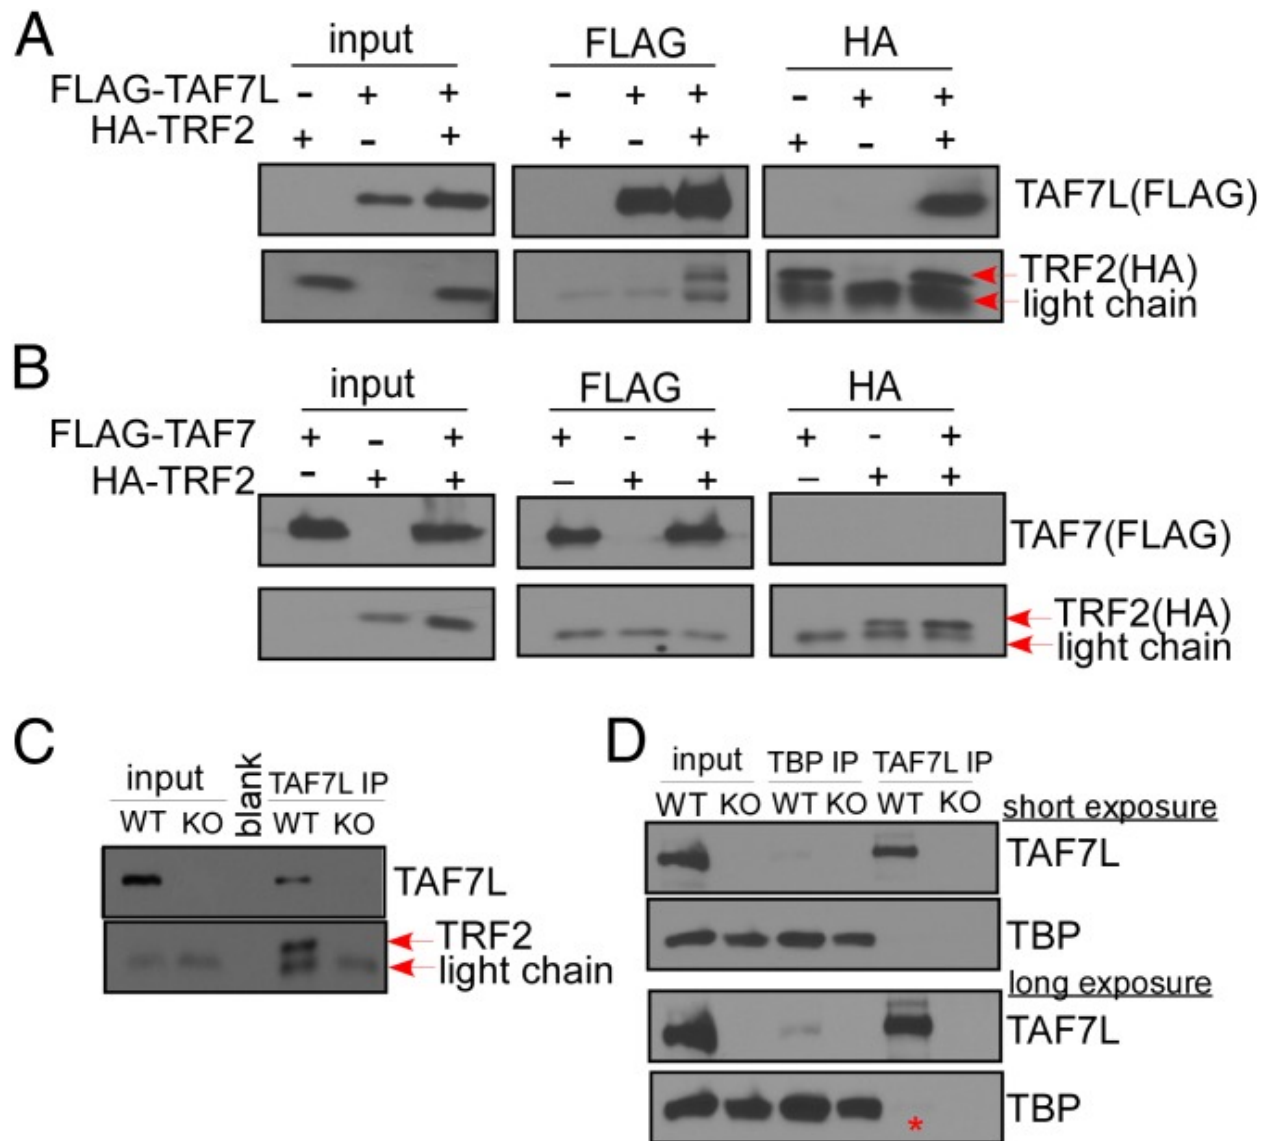 A
input FLAG HA
FLAG-TAF7L - + + - + + - + +
HA-TRF2 + - + + - + + - +
TAF7L(FLAG)
TRF2(HA)
light chain
B
input FLAG HA
FLAG-TAF7 + - + + - + + - +
HA-TRF2 - + + – + + – + +
TAF7(FLAG)
TRF2(HA)
light chain
C
input blank TAF7L IP
WT KO WT KO
TAF7L
TRF2
light chain
D
input TBP IP TAF7L IP
WT KO WT KO WT KO short exposure
TAF7L
TBP
long exposure
TAF7L
TBP
*